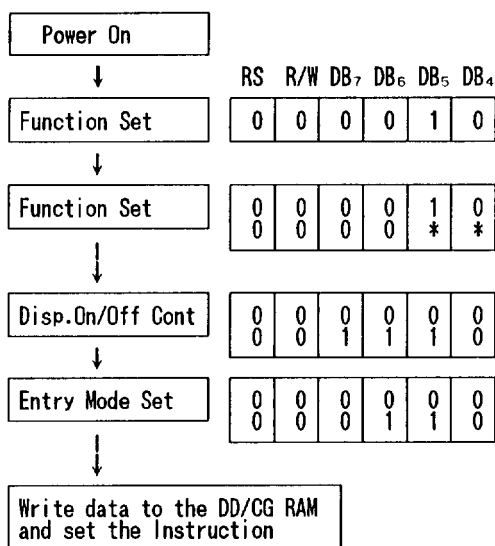 Power On
RS R/W DB₇ DB₆ DB₅ DB₄
Function Set 0 0 0 0 1 0
Function Set 0 0 0 0 1 0
0 0 0 0 * *
Disp.On/Off Cont 0 0 0 0 0 0
0 0 1 1 1 0
Entry Mode Set 0 0 0 0 0 0
0 0 0 1 1 0
Write data to the DD/CG RAM
and set the Instruction